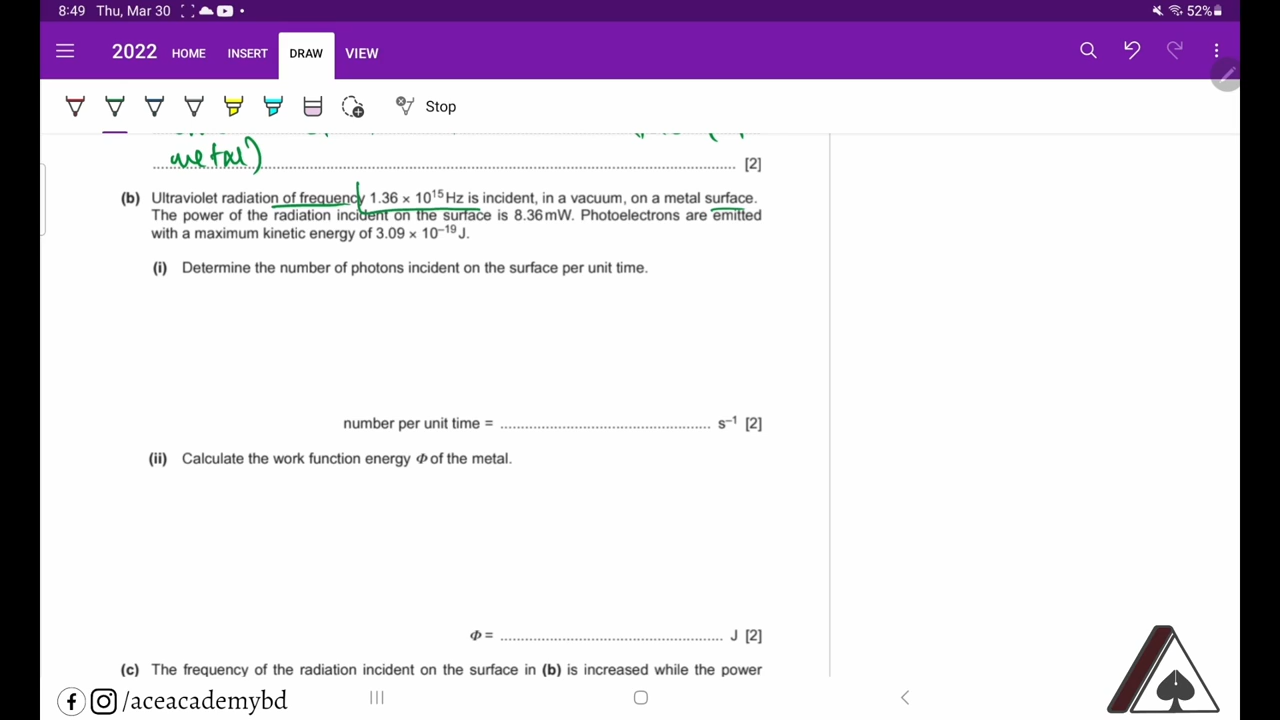 8:49 Thu, Mar 30 52%
2022 HOME INSERT DRAW VIEW
Stop
metal)
[2]
(b) Ultraviolet radiation of frequency 1.36 × 10¹⁵ Hz is incident, in a vacuum, on a metal surface.
The power of the radiation incident on the surface is 8.36 mW. Photoelectrons are emitted
with a maximum kinetic energy of 3.09 × 10⁻¹⁹ J.
(i) Determine the number of photons incident on the surface per unit time.
number per unit time = .................................................. s⁻¹ [2]
(ii) Calculate the work function energy Φ of the metal.
Φ = ..................................................... J [2]
(c) The frequency of the radiation incident on the surface in (b) is increased while the power
/aceacademybd